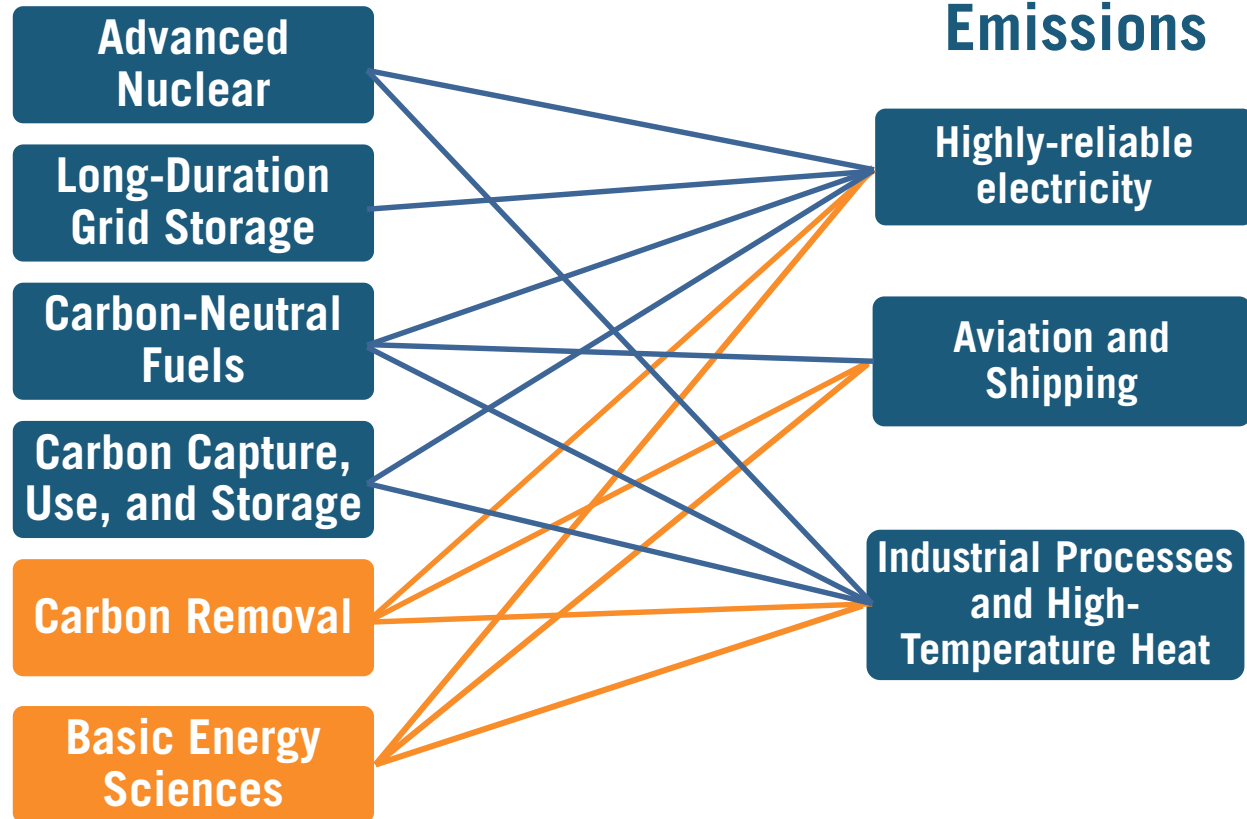 Emissions
Advanced
Nuclear
Long-Duration
Grid Storage
Carbon-Neutral
Fuels
Carbon Capture,
Use, and Storage
Carbon Removal
Basic Energy
Sciences
Highly-reliable
electricity
Aviation and
Shipping
Industrial Processes
and High-
Temperature Heat